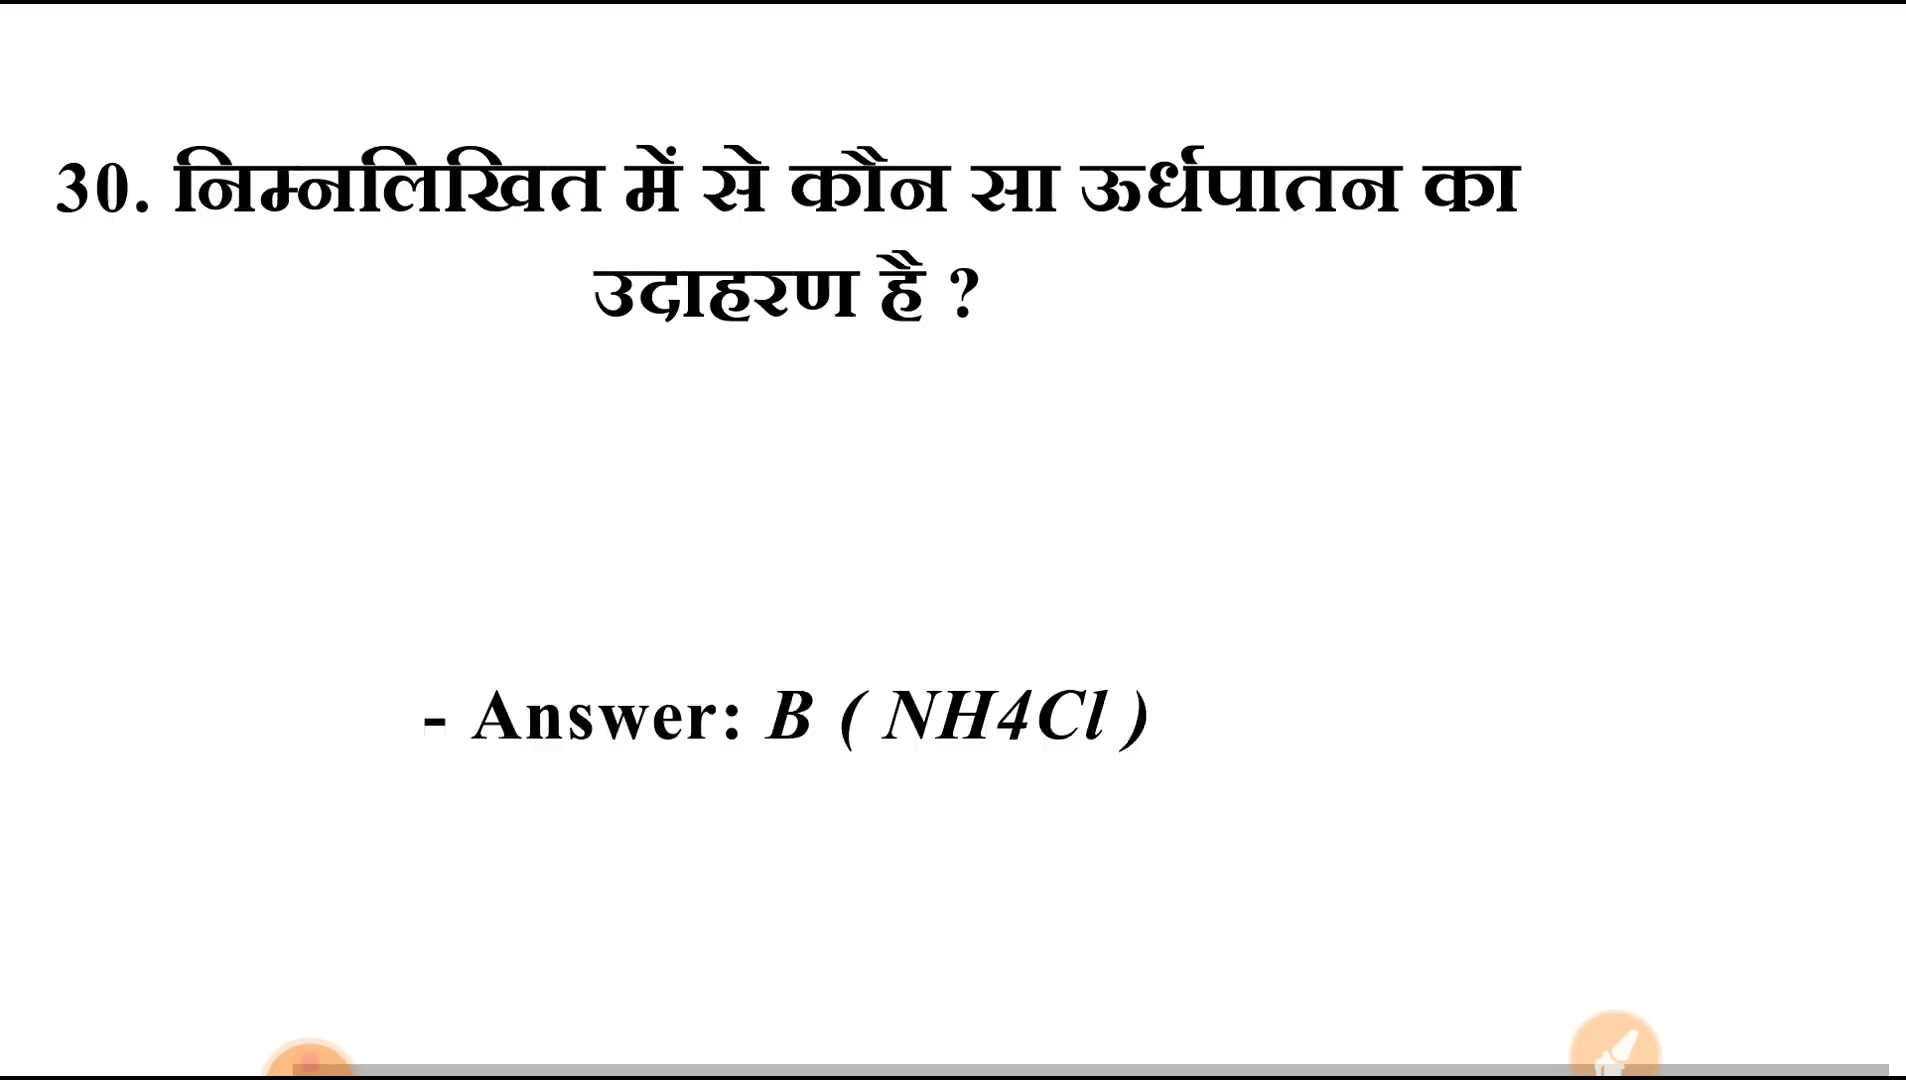 30. निम्नलिखित में से कौन सा ऊर्धपातन का
उदाहरण है ?
- Answer: B ( NH4Cl )